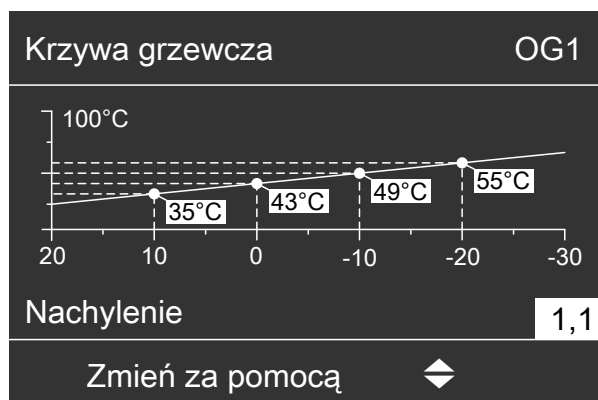 Krzywa grzewcza OG1
100°C
35°C 43°C 49°C 55°C
20 10 0 -10 -20 -30
Nachylenie 1,1
Zmień za pomocą